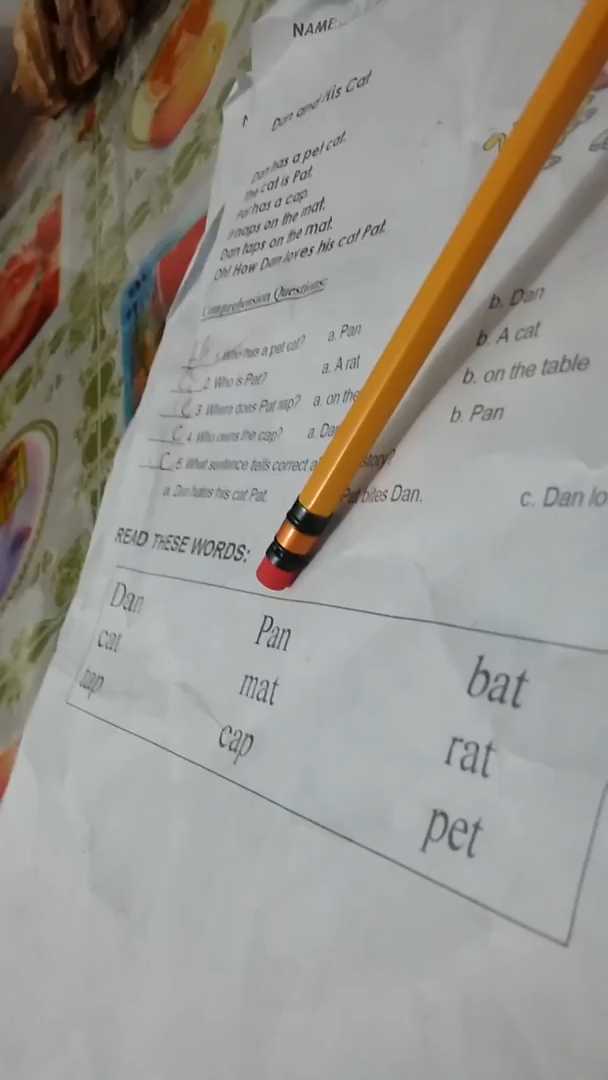 NAME
Dan and His Cat
Dan has a pet cat.
The cat is Pat.
Pat has a cap.
It naps on the mat.
Dan taps on the mat.
Oh! How Dan loves his cat Pat.
Comprehension Questions:
1. Who has a pet cat? a. Pan b. Dan
C 2. Who is Pat? a. A rat b. A cat
C 3. Where does Pat nap? a. on the b. on the table
C 4. Who owns the cap? a. b. Pan
C 5. What sentence tells correct story?
a. Dan hates his cat Pat. Pat bites Dan. c. Dan lo
READ THESE WORDS:
Dan Pan bat
cat mat rat
nap cap pet